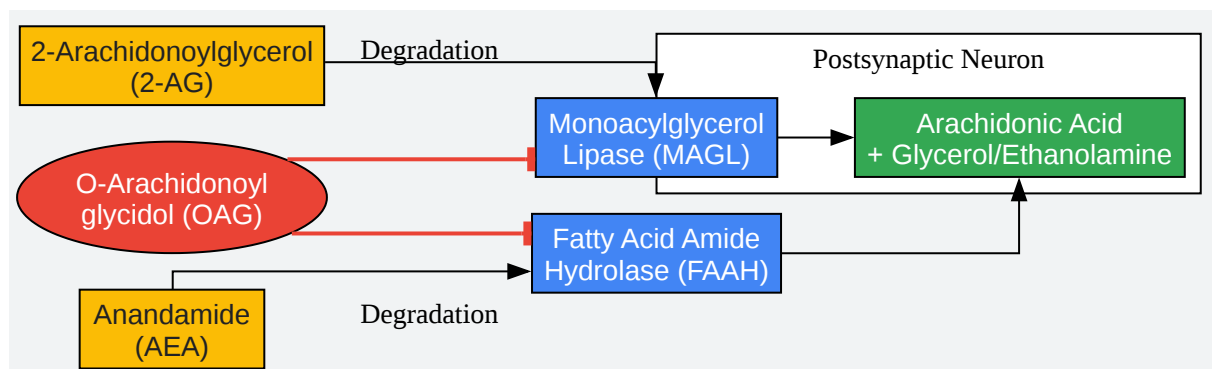 2-Arachidonoylglycerol
(2-AG)
Degradation
Postsynaptic Neuron
Monoacylglycerol
Lipase (MAGL)
Arachidonic Acid
+ Glycerol/Ethanolamine
O-Arachidonoyl
glycidol (OAG)
Fatty Acid Amide
Hydrolase (FAAH)
Anandamide
(AEA)
Degradation